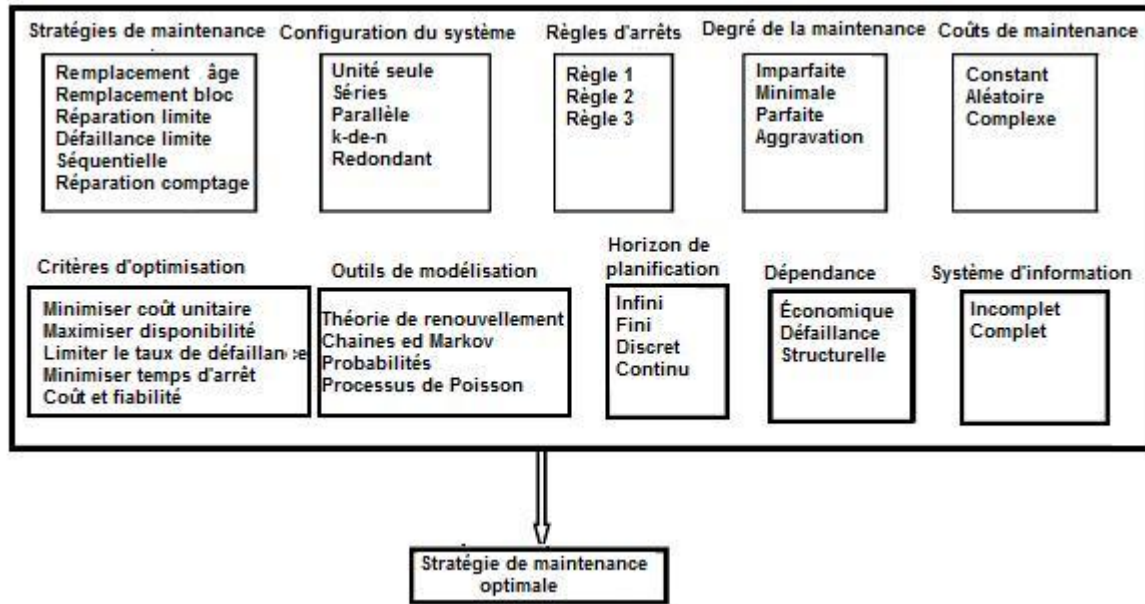 Stratégies de maintenance
Remplacement âge
Remplacement bloc
Réparation limite
Défaillance limite
Séquentielle
Réparation comptage
Configuration du système
Unité seule
Séries
Parallèle
k-de-n
Redondant
Règles d'arrêts
Règle 1
Règle 2
Règle 3
Degré de la maintenance
Imparfaite
Minimale
Parfaite
Aggravation
Coûts de maintenance
Constant
Aléatoire
Complexe
Critères d'optimisation
Minimiser coût unitaire
Maximiser disponibilité
Limiter le taux de défaillance
Minimiser temps d'arrêt
Coût et fiabilité
Outils de modélisation
Théorie de renouvellement
Chaines ed Markov
Probabilités
Processus de Poisson
Horizon de
planification
Infini
Fini
Discret
Continu
Dépendance
Économique
Défaillance
Structurelle
Système d'information
Incomplet
Complet
Stratégie de maintenance
optimale